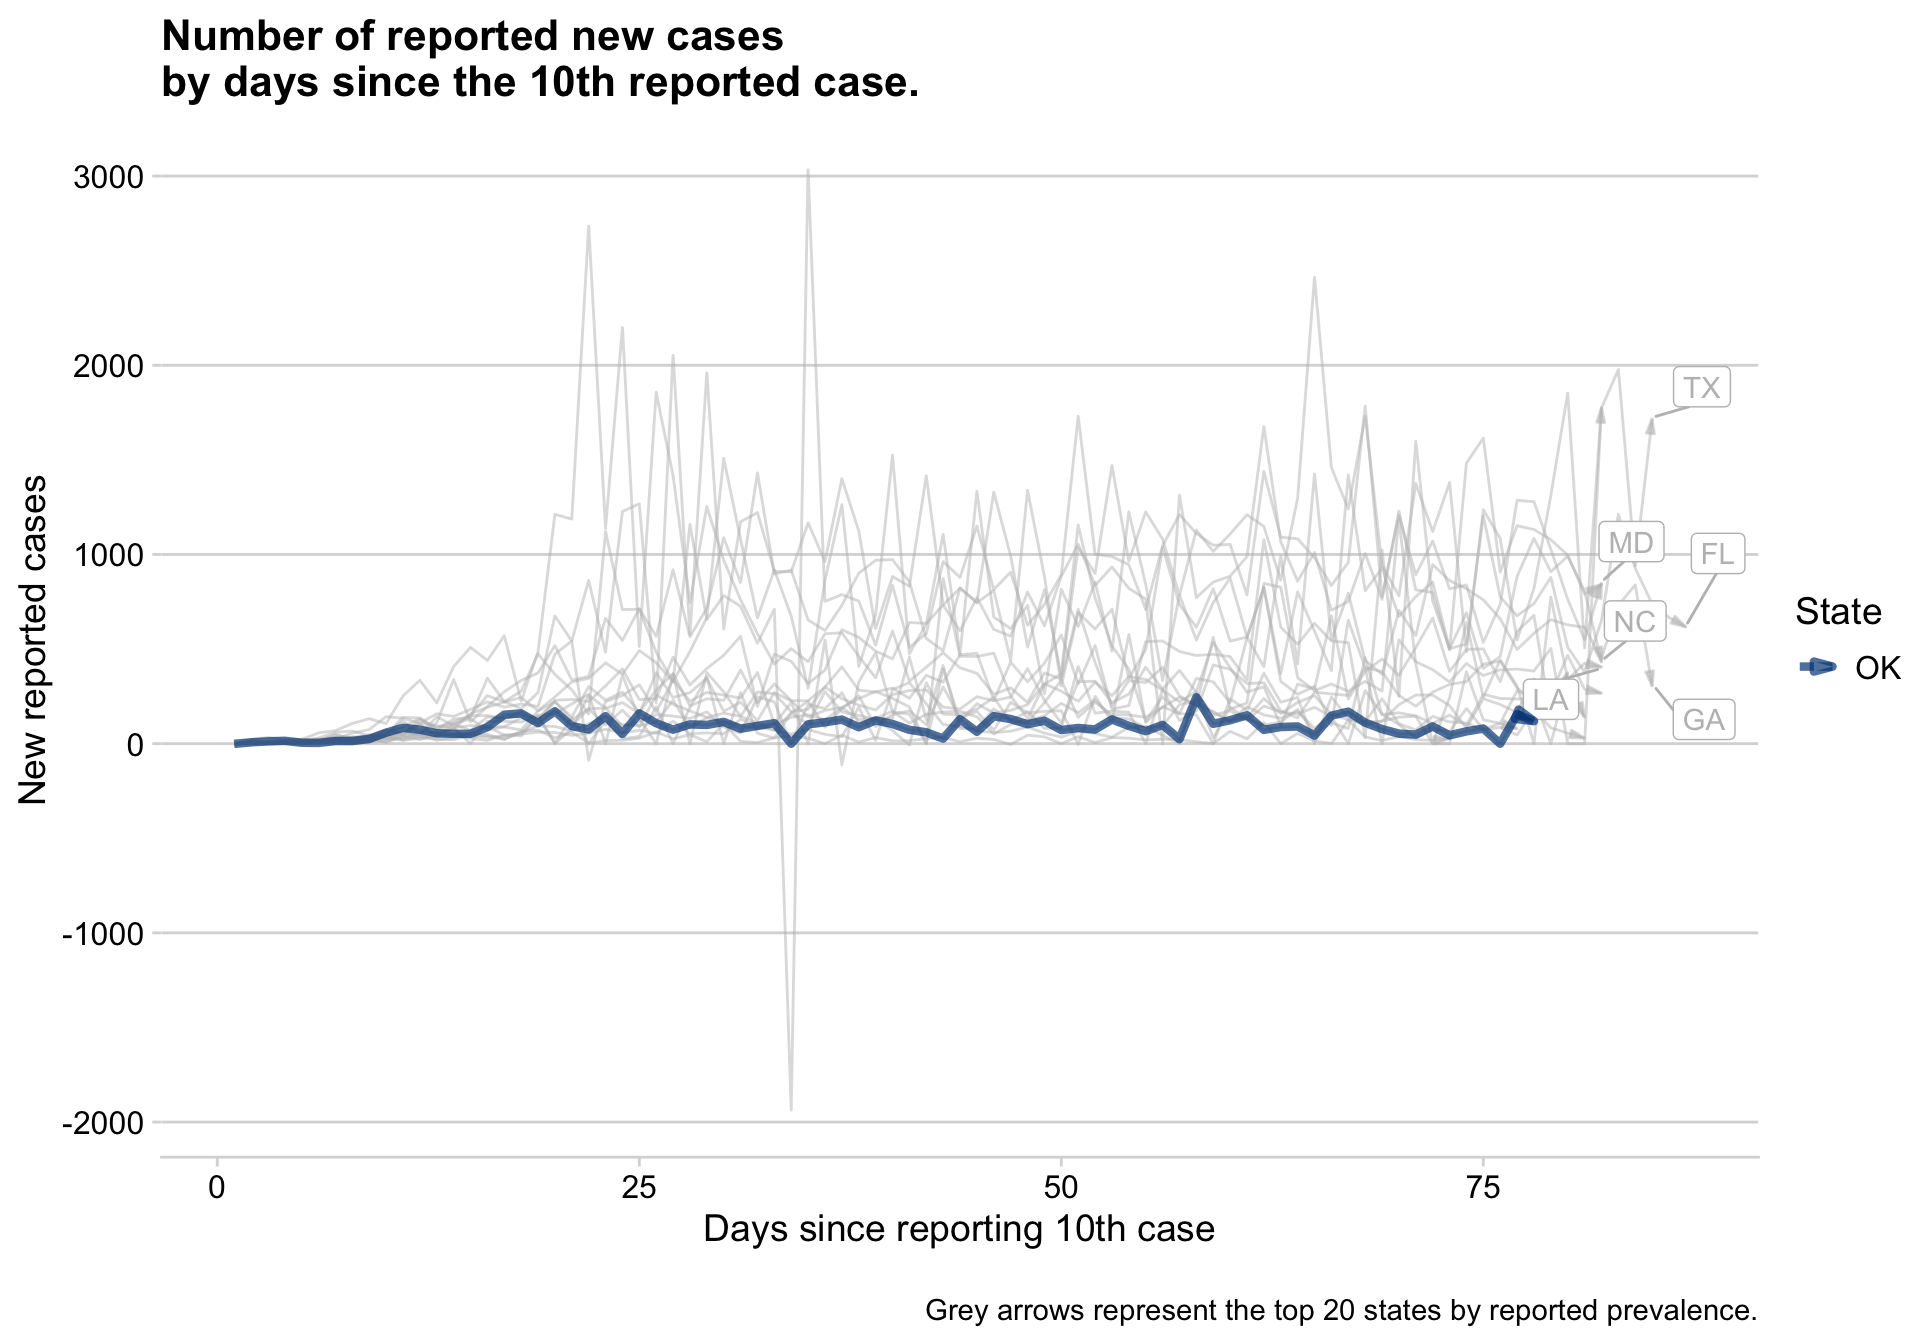 Number of reported new cases
by days since the 10th reported case.
New reported cases
3000
2000
1000
0
-1000
-2000
TX
MD
FL
NC
LA
GA
State
OK
0
25
50
75
Days since reporting 10th case
Grey arrows represent the top 20 states by reported prevalence.